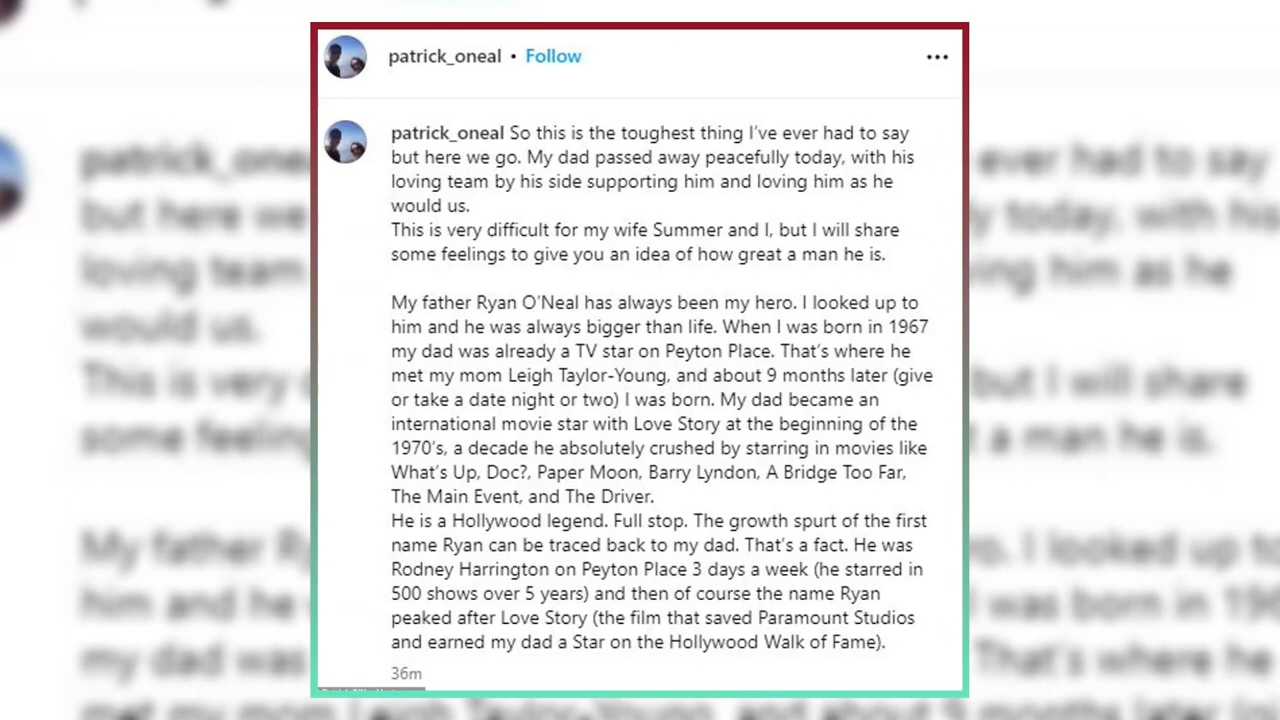 patrick_oneal • Follow
patrick_oneal So this is the toughest thing I've ever had to say
but here we go. My dad passed away peacefully today, with his
loving team by his side supporting him and loving him as he
would us.
This is very difficult for my wife Summer and I, but I will share
some feelings to give you an idea of how great a man he is.
My father Ryan O'Neal has always been my hero. I looked up to
him and he was always bigger than life. When I was born in 1967
my dad was already a TV star on Peyton Place. That's where he
met my mom Leigh Taylor-Young, and about 9 months later (give
or take a date night or two) I was born. My dad became an
international movie star with Love Story at the beginning of the
1970's, a decade he absolutely crushed by starring in movies like
What's Up, Doc?, Paper Moon, Barry Lyndon, A Bridge Too Far,
The Main Event, and The Driver.
He is a Hollywood legend. Full stop. The growth spurt of the first
name Ryan can be traced back to my dad. That's a fact. He was
Rodney Harrington on Peyton Place 3 days a week (he starred in
500 shows over 5 years) and then of course the name Ryan
peaked after Love Story (the film that saved Paramount Studios
and earned my dad a Star on the Hollywood Walk of Fame).
36m